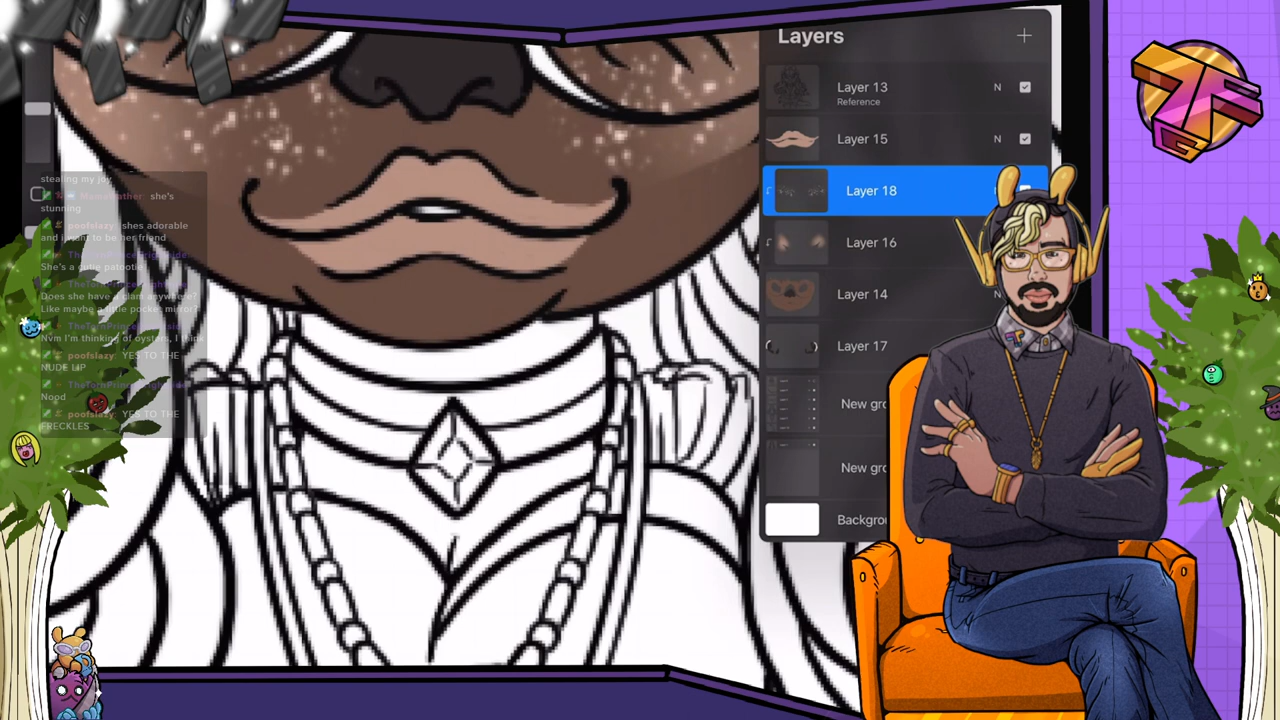 Layers
Layer 13
N
Reference
Layer 15
N
Layer 18
Layer 16
Layer 14
N
Layer 17
New gro
New gro
Backgrou
stealing my joy
she's
stunning
poofslazy: shes adorable
and i want to be her friend
She's a cutie patootie
Does she have a clam anywhere?
Like maybe a little pocket mirror?
Nvm I'm thinking of oysters, I think
poofslazy: YES TO THE
NUDE LIP
Nood
poofslazy: YES TO THE
FRECKLES